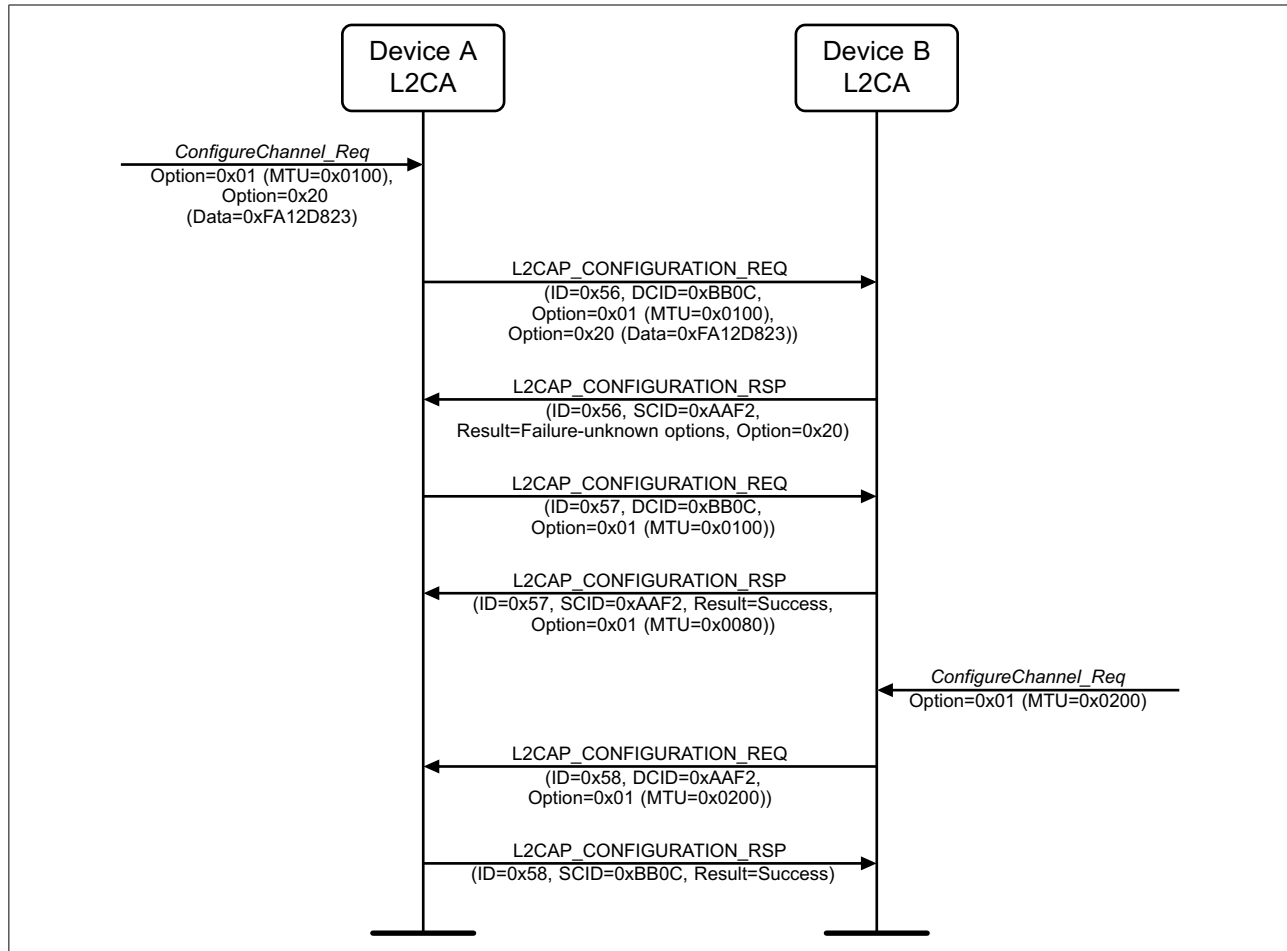 Device A
L2CA
Device B
L2CA
ConfigureChannel_Req
Option=0x01 (MTU=0x0100),
Option=0x20
(Data=0xFA12D823)
L2CAP_CONFIGURATION_REQ
(ID=0x56, DCID=0xBB0C,
Option=0x01 (MTU=0x0100),
Option=0x20 (Data=0xFA12D823))
L2CAP_CONFIGURATION_RSP
(ID=0x56, SCID=0xAAF2,
Result=Failure-unknown options, Option=0x20)
L2CAP_CONFIGURATION_REQ
(ID=0x57, DCID=0xBB0C,
Option=0x01 (MTU=0x0100))
L2CAP_CONFIGURATION_RSP
(ID=0x57, SCID=0xAAF2, Result=Success,
Option=0x01 (MTU=0x0080))
ConfigureChannel_Req
Option=0x01 (MTU=0x0200)
L2CAP_CONFIGURATION_REQ
(ID=0x58, DCID=0xAAF2,
Option=0x01 (MTU=0x0200))
L2CAP_CONFIGURATION_RSP
(ID=0x58, SCID=0xBB0C, Result=Success)